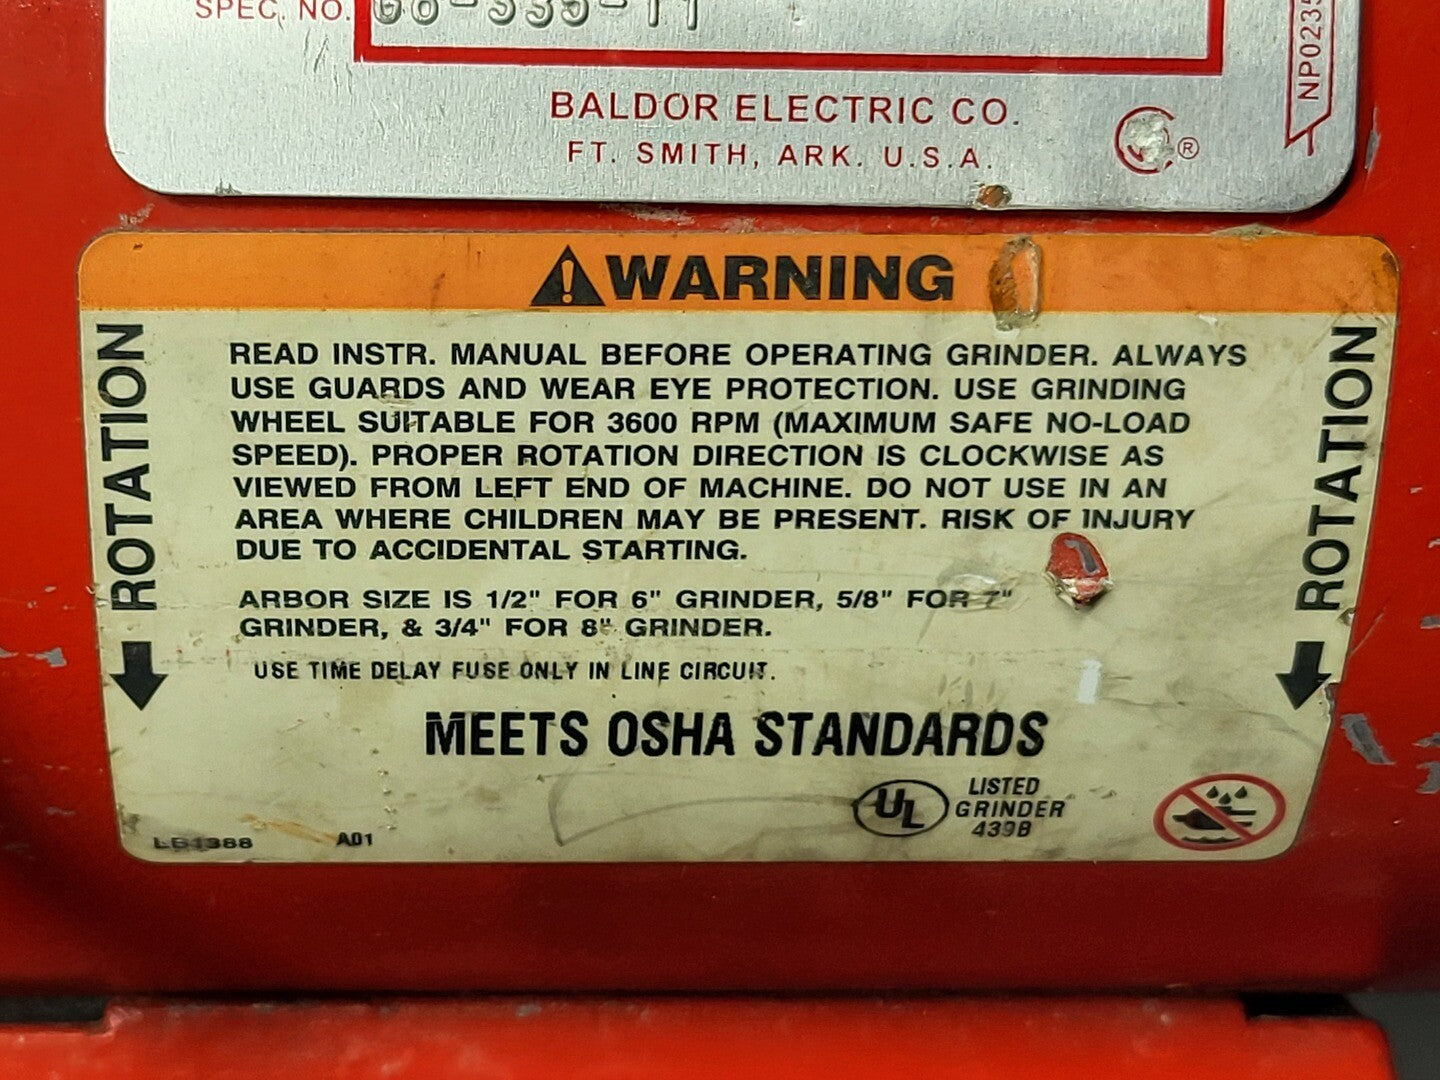 SPEC. NO.
BALDOR ELECTRIC CO.
FT. SMITH, ARK. U.S.A.
®
WARNING
ROTATION
READ INSTR. MANUAL BEFORE OPERATING GRINDER. ALWAYS
USE GUARDS AND WEAR EYE PROTECTION. USE GRINDING
WHEEL SUITABLE FOR 3600 RPM (MAXIMUM SAFE NO-LOAD
SPEED). PROPER ROTATION DIRECTION IS CLOCKWISE AS
VIEWED FROM LEFT END OF MACHINE. DO NOT USE IN AN
AREA WHERE CHILDREN MAY BE PRESENT. RISK OF INJURY
DUE TO ACCIDENTAL STARTING.
ARBOR SIZE IS 1/2" FOR 6" GRINDER, 5/8" FOR 7"
GRINDER, & 3/4" FOR 8" GRINDER.
USE TIME DELAY FUSE ONLY IN LINE CIRCUIT.
MEETS OSHA STANDARDS
ROTATION
UL
LISTED
GRINDER
439B
A01